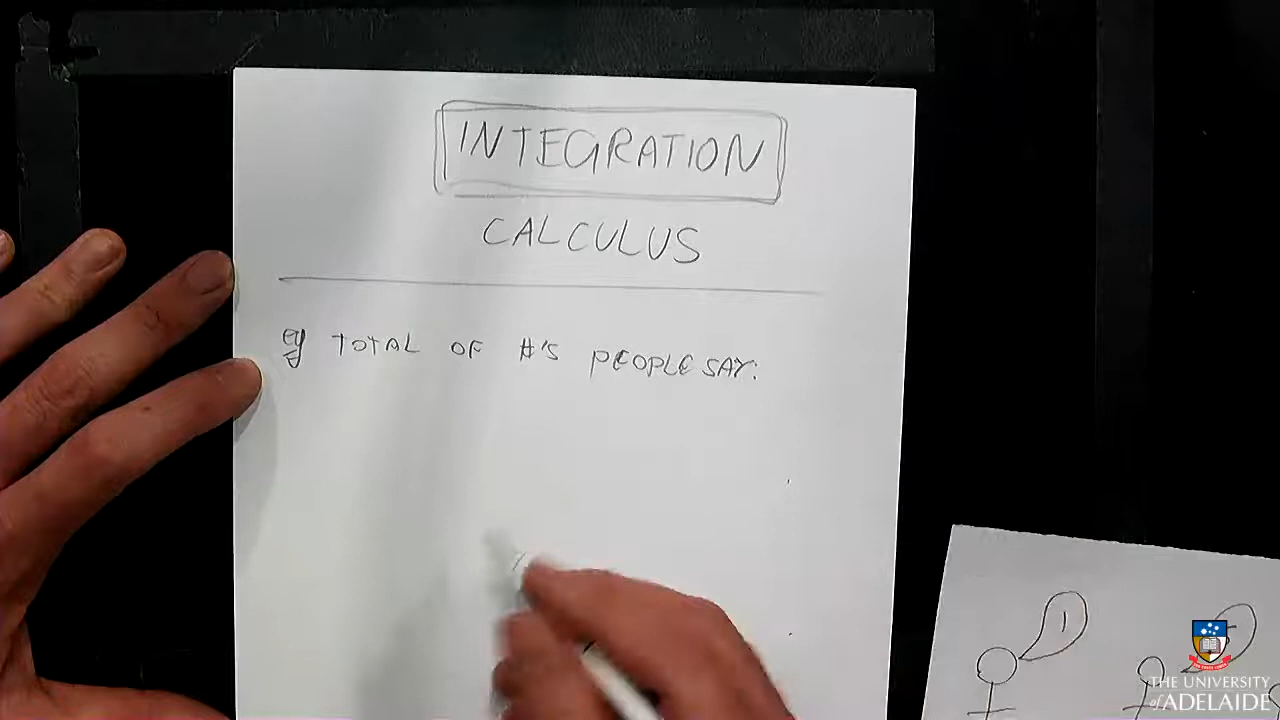 INTEGRATION
CALCULUS
eg TOTAL OF #'S PEOPLE SAY:
1
THE UNIVERSITY
of ADELAIDE